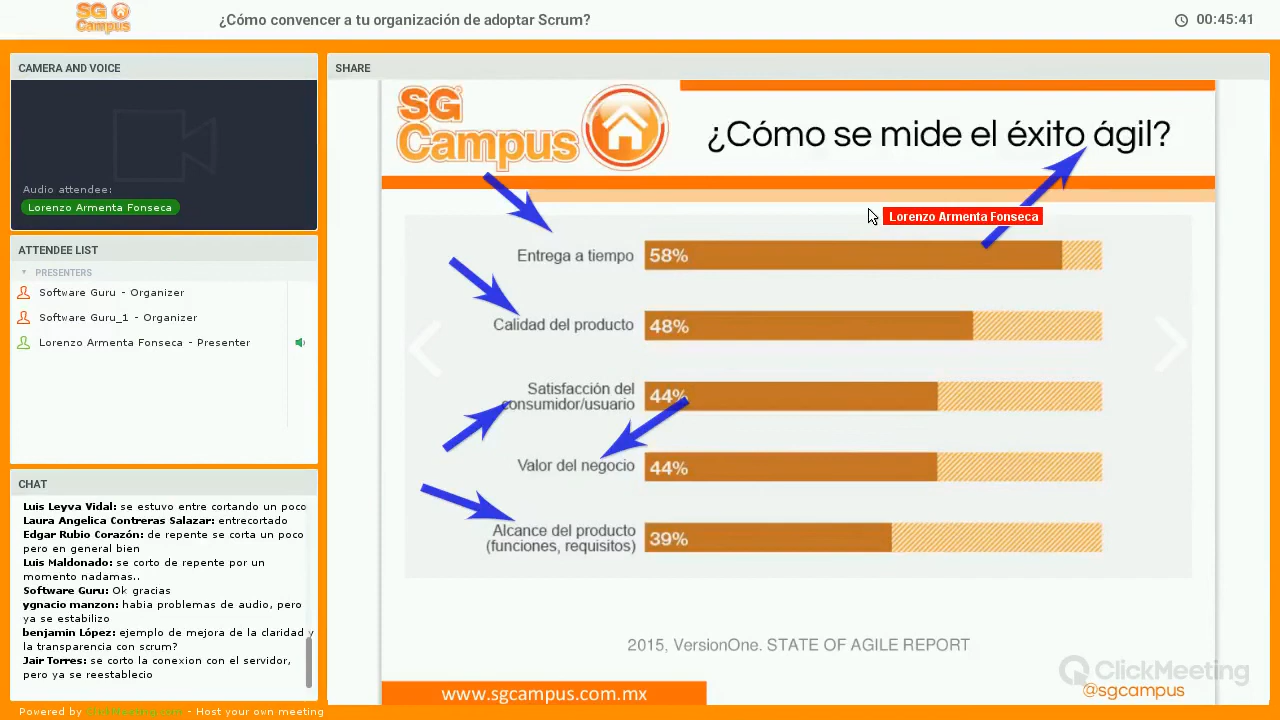 SG Campus
¿Cómo convencer a tu organización de adoptar Scrum?
00:45:41
CAMERA AND VOICE
Audio attendee:
Lorenzo Armenta Fonseca
ATTENDEE LIST
PRESENTERS
Software Guru - Organizer
Software Guru_1 - Organizer
Lorenzo Armenta Fonseca - Presenter
CHAT
Luis Leyva Vidal: se estuvo entre cortando un poco
Laura Angelica Contreras Salazar: entrecortado
Edgar Rubio Corazón: de repente se corta un poco
pero en general bien
Luis Maldonado: se corto de repente por un
momento nadamas..
Software Guru: Ok gracias
ygnacio manzon: habia problemas de audio, pero
ya se estabilizo
benjamin López: ejemplo de mejora de la claridad y
la transparencia con scrum?
Jair Torres: se corto la conexion con el servidor,
pero ya se reestablecio
SHARE
SG
Campus
¿Cómo se mide el éxito ágil?
Lorenzo Armenta Fonseca
Entrega a tiempo 58%
Calidad del producto 48%
Satisfacción del
consumidor/usuario 44%
Valor del negocio 44%
Alcance del producto
(funciones, requisitos) 39%
2015, VersionOne. STATE OF AGILE REPORT
ClickMeeting
www.sgcampus.com.mx
@sgcampus
Powered by ClickMeeting.com - Host your own meeting